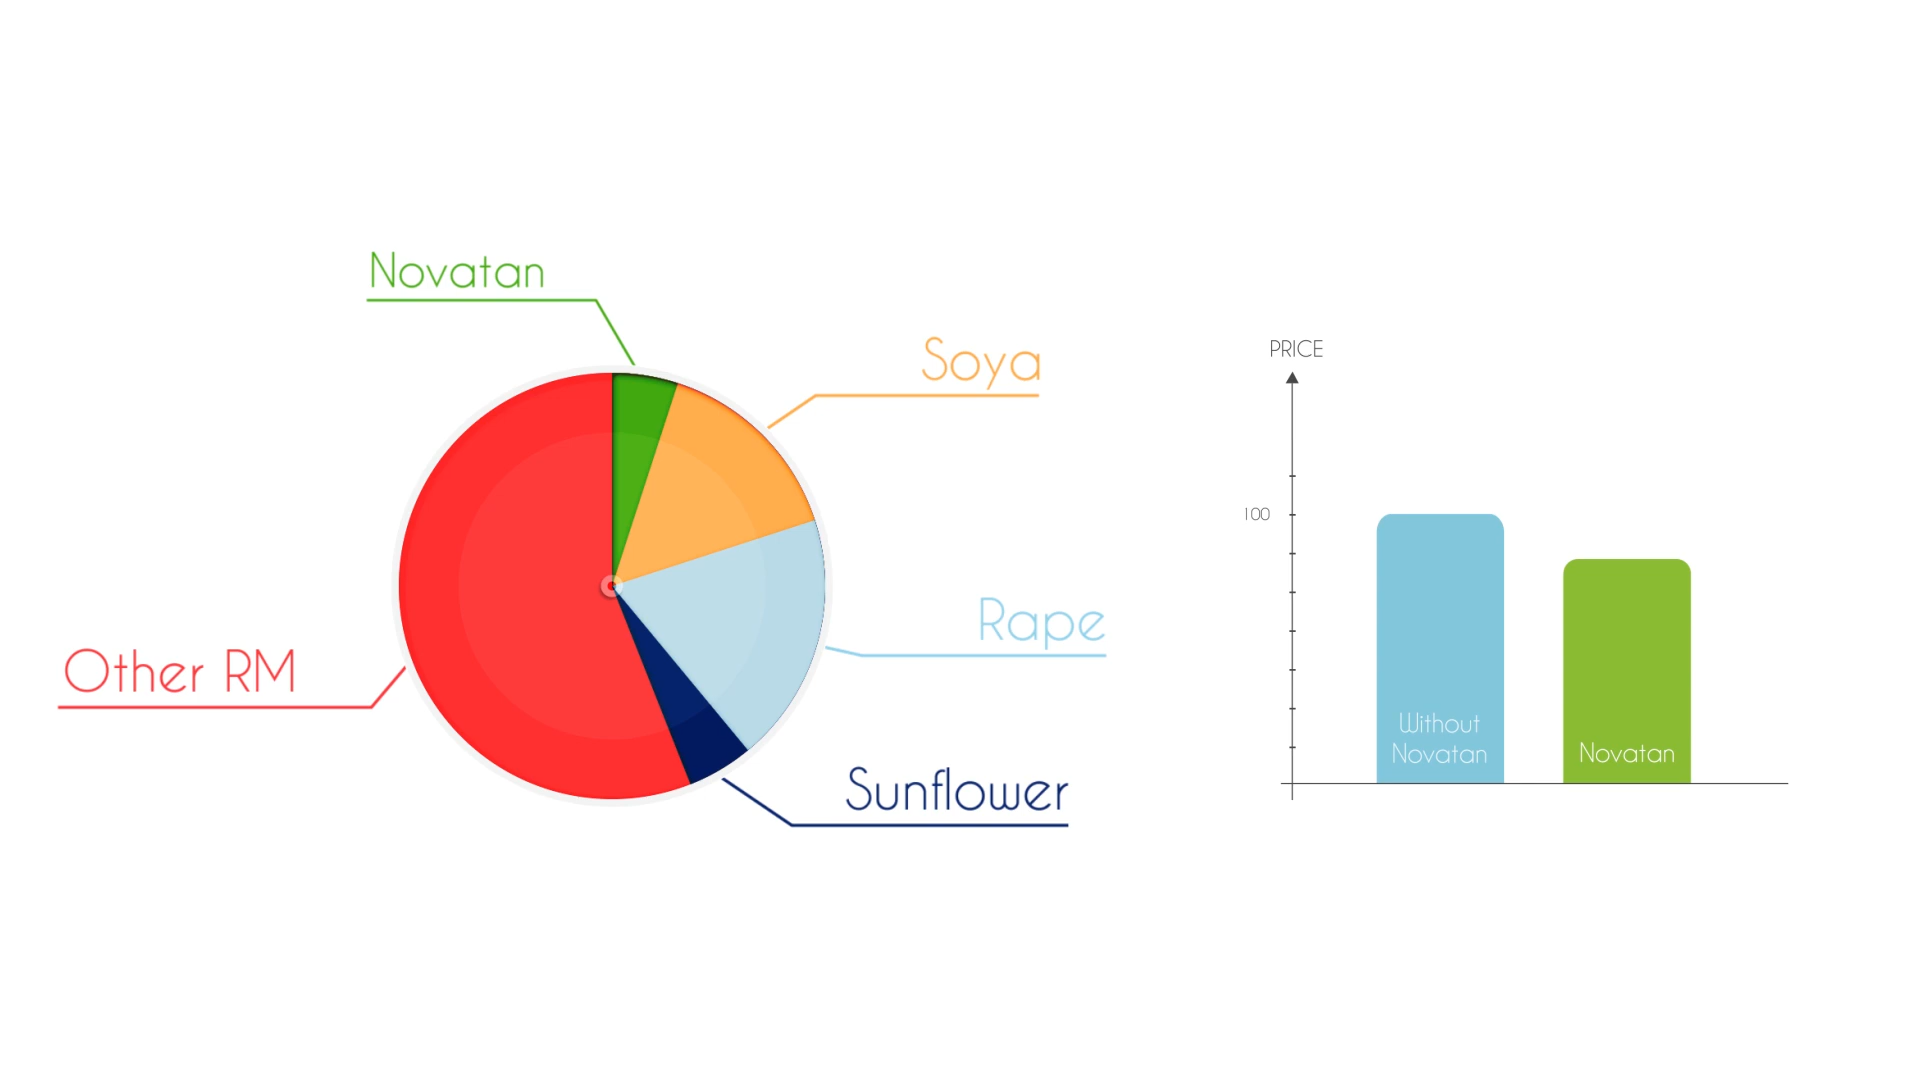 Novatan
Soya
Rape
Other RM
Sunflower
PRICE
100
Without
Novatan
Novatan